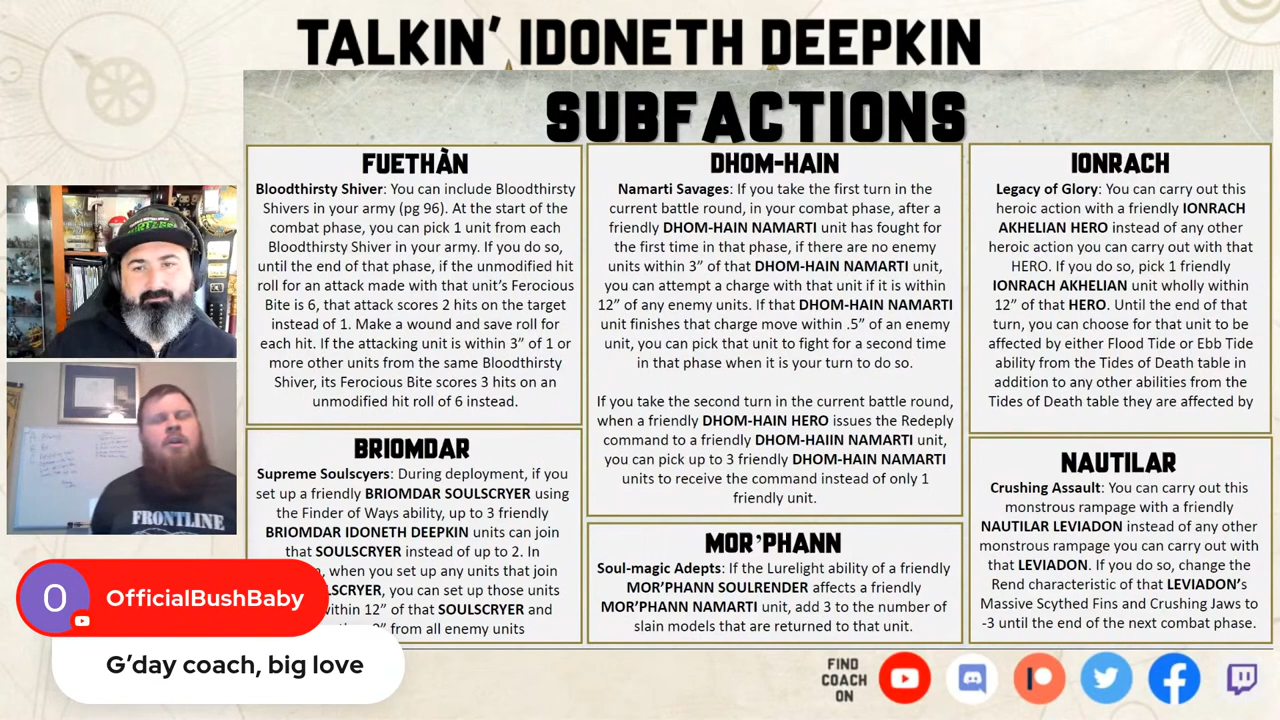 TALKIN’ IDONETH DEEPKIN
SUBFACTIONS
FUETHÀN
Bloodthirsty Shiver: You can include Bloodthirsty
Shivers in your army (pg 96). At the start of the
combat phase, you can pick 1 unit from each
Bloodthirsty Shiver in your army. If you do so,
until the end of that phase, if the unmodified hit
roll for an attack made with that unit’s Ferocious
Bite is 6, that attack scores 2 hits on the target
instead of 1. Make a wound and save roll for
each hit. If the attacking unit is within 3” of 1 or
more other units from the same Bloodthirsty
Shiver, its Ferocious Bite scores 3 hits on an
unmodified hit roll of 6 instead.
BRIOMDAR
Supreme Soulscyers: During deployment, if you
set up a friendly BRIOMDAR SOULSCRYER using
the Finder of Ways ability, up to 3 friendly
BRIOMDAR IDONETH DEEPKIN units can join
that SOULSCRYER instead of up to 2. In
, when you set up any units that join
LSCRYER, you can set up those units
within 12” of that SOULSCRYER and
from all enemy units
DHOM-HAIN
Namarti Savages: If you take the first turn in the
current battle round, in your combat phase, after a
friendly DHOM-HAIN NAMARTI unit has fought for
the first time in that phase, if there are no enemy
units within 3” of that DHOM-HAIN NAMARTI unit,
you can attempt a charge with that unit if it is within
12” of any enemy units. If that DHOM-HAIN NAMARTI
unit finishes that charge move within .5” of an enemy
unit, you can pick that unit to fight for a second time
in that phase when it is your turn to do so.
If you take the second turn in the current battle round,
when a friendly DHOM-HAIN HERO issues the Redeply
command to a friendly DHOM-HAIIN NAMARTI unit,
you can pick up to 3 friendly DHOM-HAIN NAMARTI
units to receive the command instead of only 1
friendly unit.
MOR’PHANN
Soul-magic Adepts: If the Lurelight ability of a friendly
MOR’PHANN SOULRENDER affects a friendly
MOR’PHANN NAMARTI unit, add 3 to the number of
slain models that are returned to that unit.
IONRACH
Legacy of Glory: You can carry out this
heroic action with a friendly IONRACH
AKHELIAN HERO instead of any other
heroic action you can carry out with that
HERO. If you do so, pick 1 friendly
IONRACH AKHELIAN unit wholly within
12” of that HERO. Until the end of that
turn, you can choose for that unit to be
affected by either Flood Tide or Ebb Tide
ability from the Tides of Death table in
addition to any other abilities from the
Tides of Death table they are affected by
NAUTILAR
Crushing Assault: You can carry out this
monstrous rampage with a friendly
NAUTILAR LEVIADON instead of any other
monstrous rampage you can carry out with
that LEVIADON. If you do so, change the
Rend characteristic of that LEVIADON’s
Massive Scythed Fins and Crushing Jaws to
-3 until the end of the next combat phase.
FRONTLINE
O
OfficialBushBaby
G’day coach, big love
FIND
COACH
ON